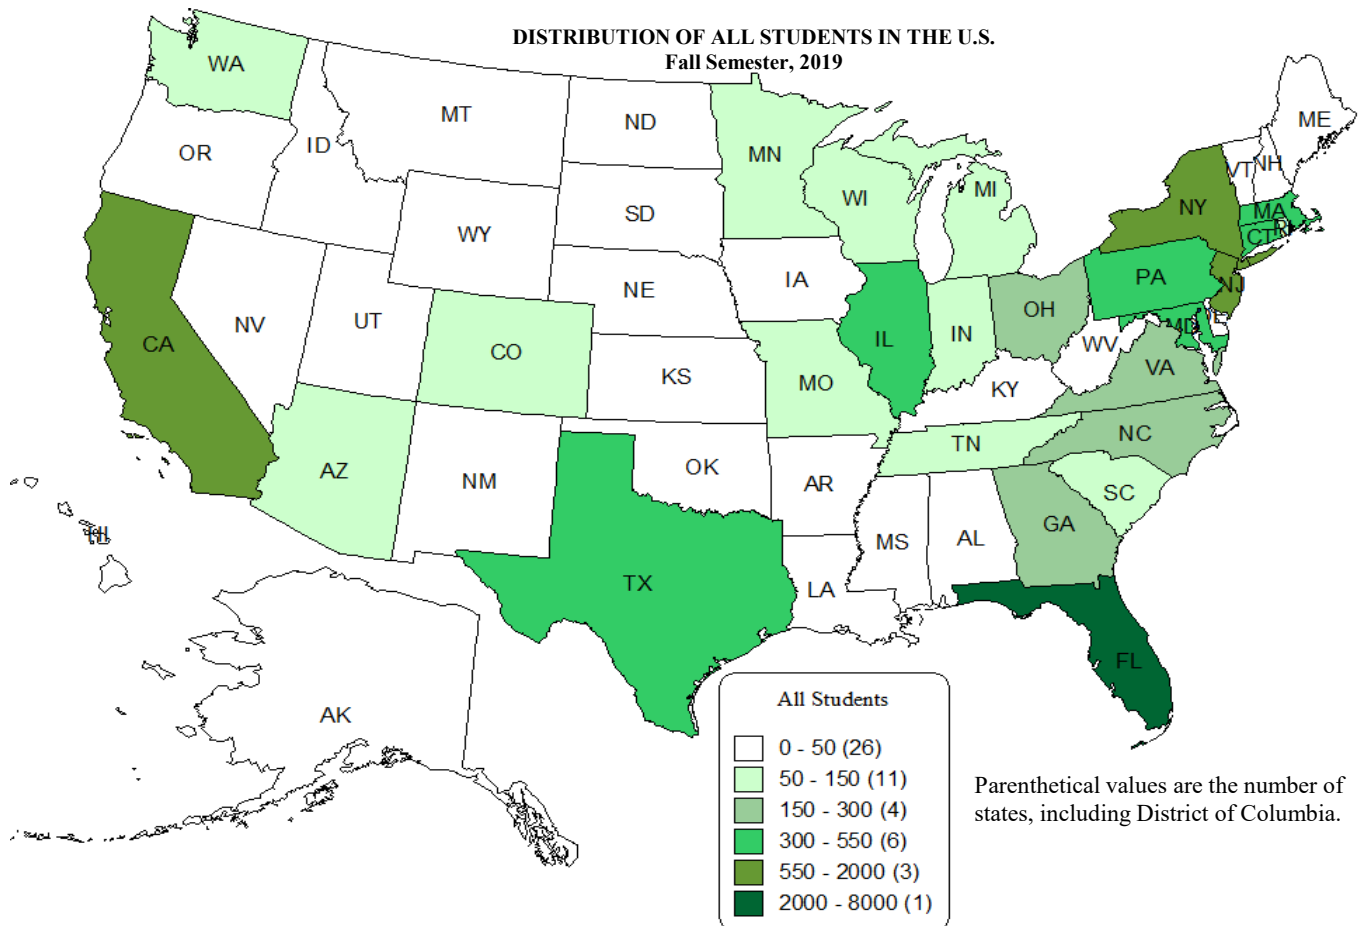 DISTRIBUTION OF ALL STUDENTS IN THE U.S.
Fall Semester, 2019
WA
MT
ND
ME
OR
ID
MN
VT
NH
WI
MI
SD
NY
MA
WY
CT
RI
IA
PA
NE
NJ
OH
NV
UT
IL
IN
MD
CA
CO
WV
KS
MO
VA
KY
NC
TN
AZ
OK
NM
AR
SC
GA
MS
AL
HI
TX
LA
FL
AK
All Students
0 - 50 (26)
50 - 150 (11)
150 - 300 (4)
300 - 550 (6)
550 - 2000 (3)
2000 - 8000 (1)
Parenthetical values are the number of
states, including District of Columbia.